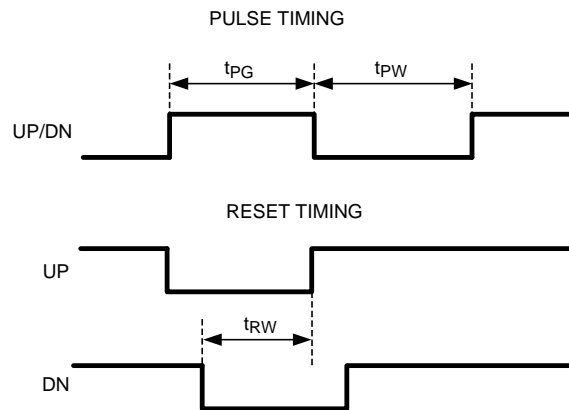 PULSE TIMING
tPG
tPW
UP/DN
RESET TIMING
UP
tRW
DN